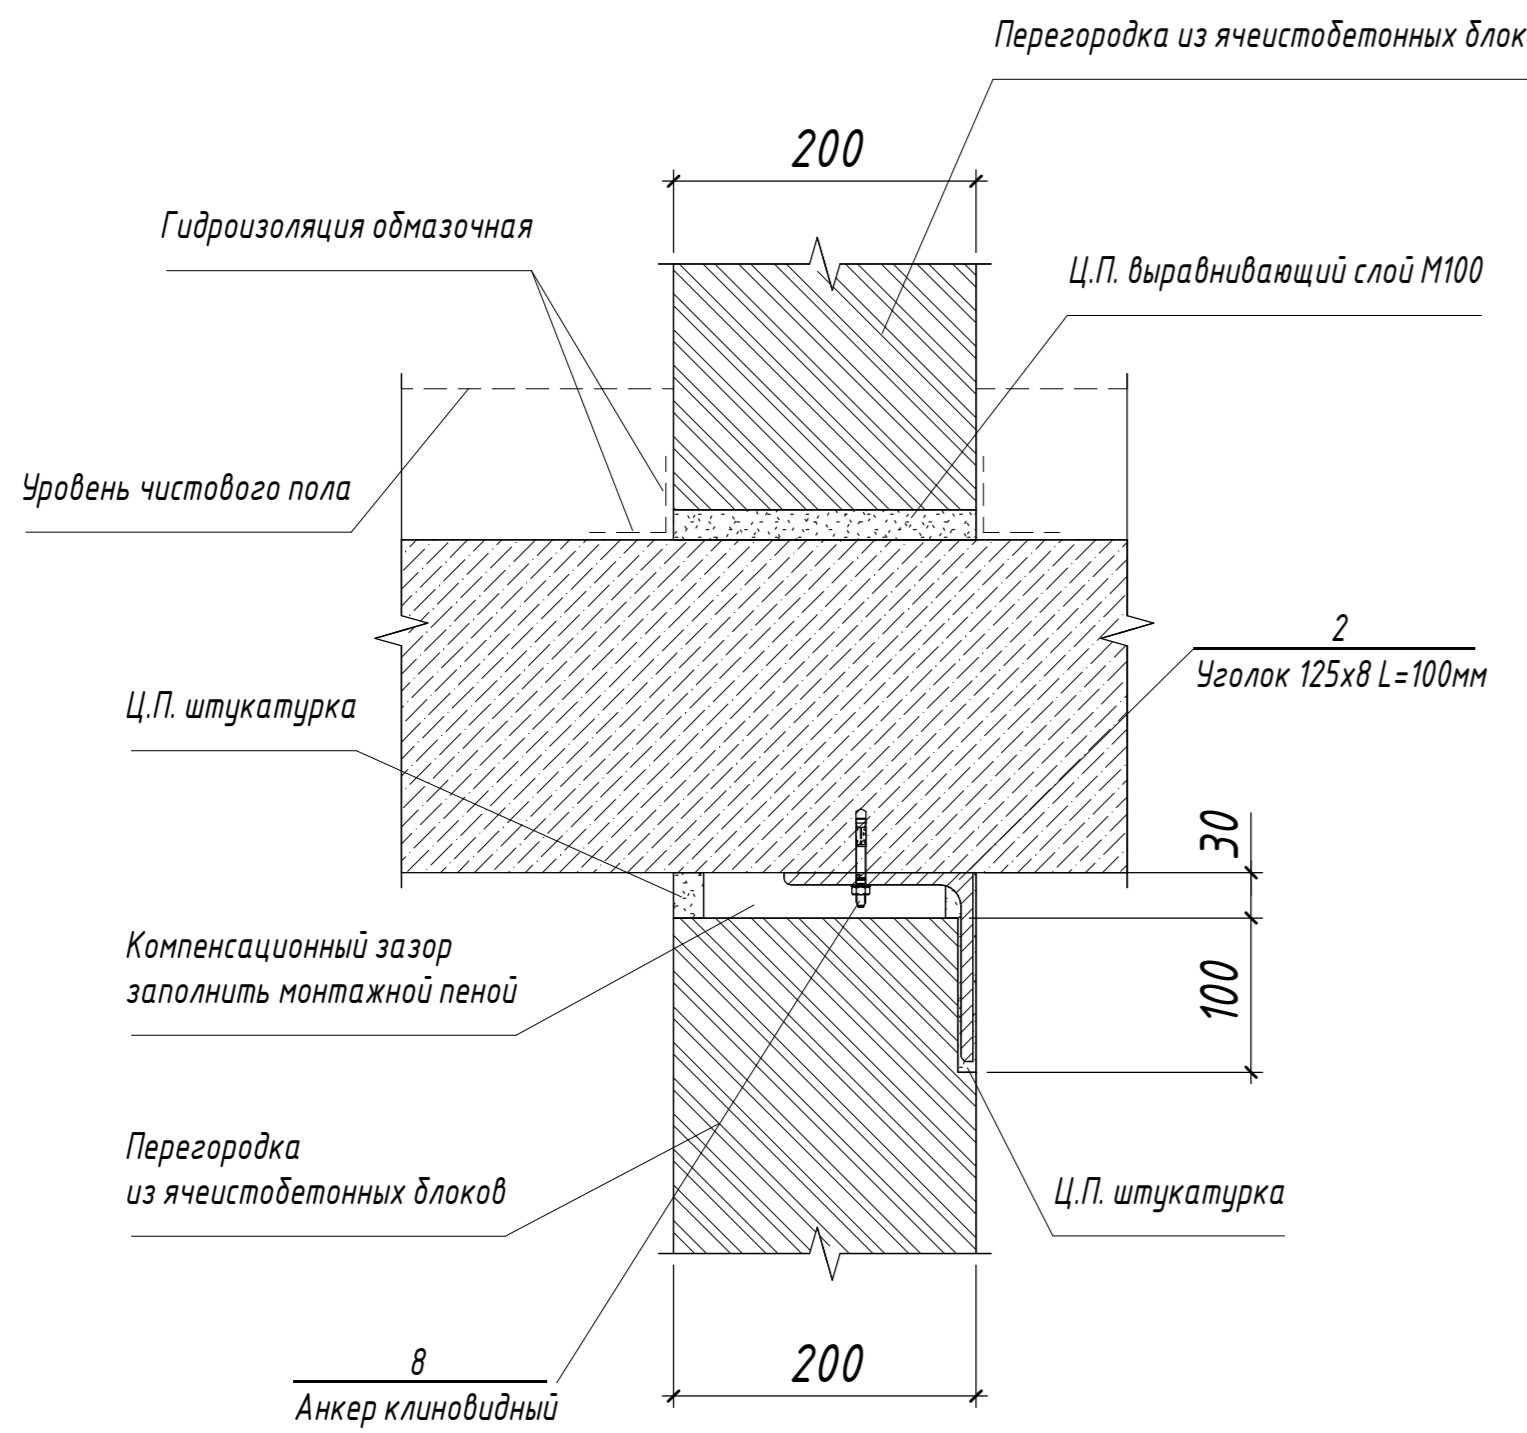 Перегородка из ячеистобетонных блок
200
Гидроизоляция обмазочная
Ц.П. выравнивающий слой М100
Уровень чистового пола
2
Уголок 125х8 L=100мм
Ц.П. штукатурка
30
Компенсационный зазор
заполнить монтажной пеной
100
Перегородка
из ячеистобетонных блоков
Ц.П. штукатурка
8
Анкер клиновидный
200